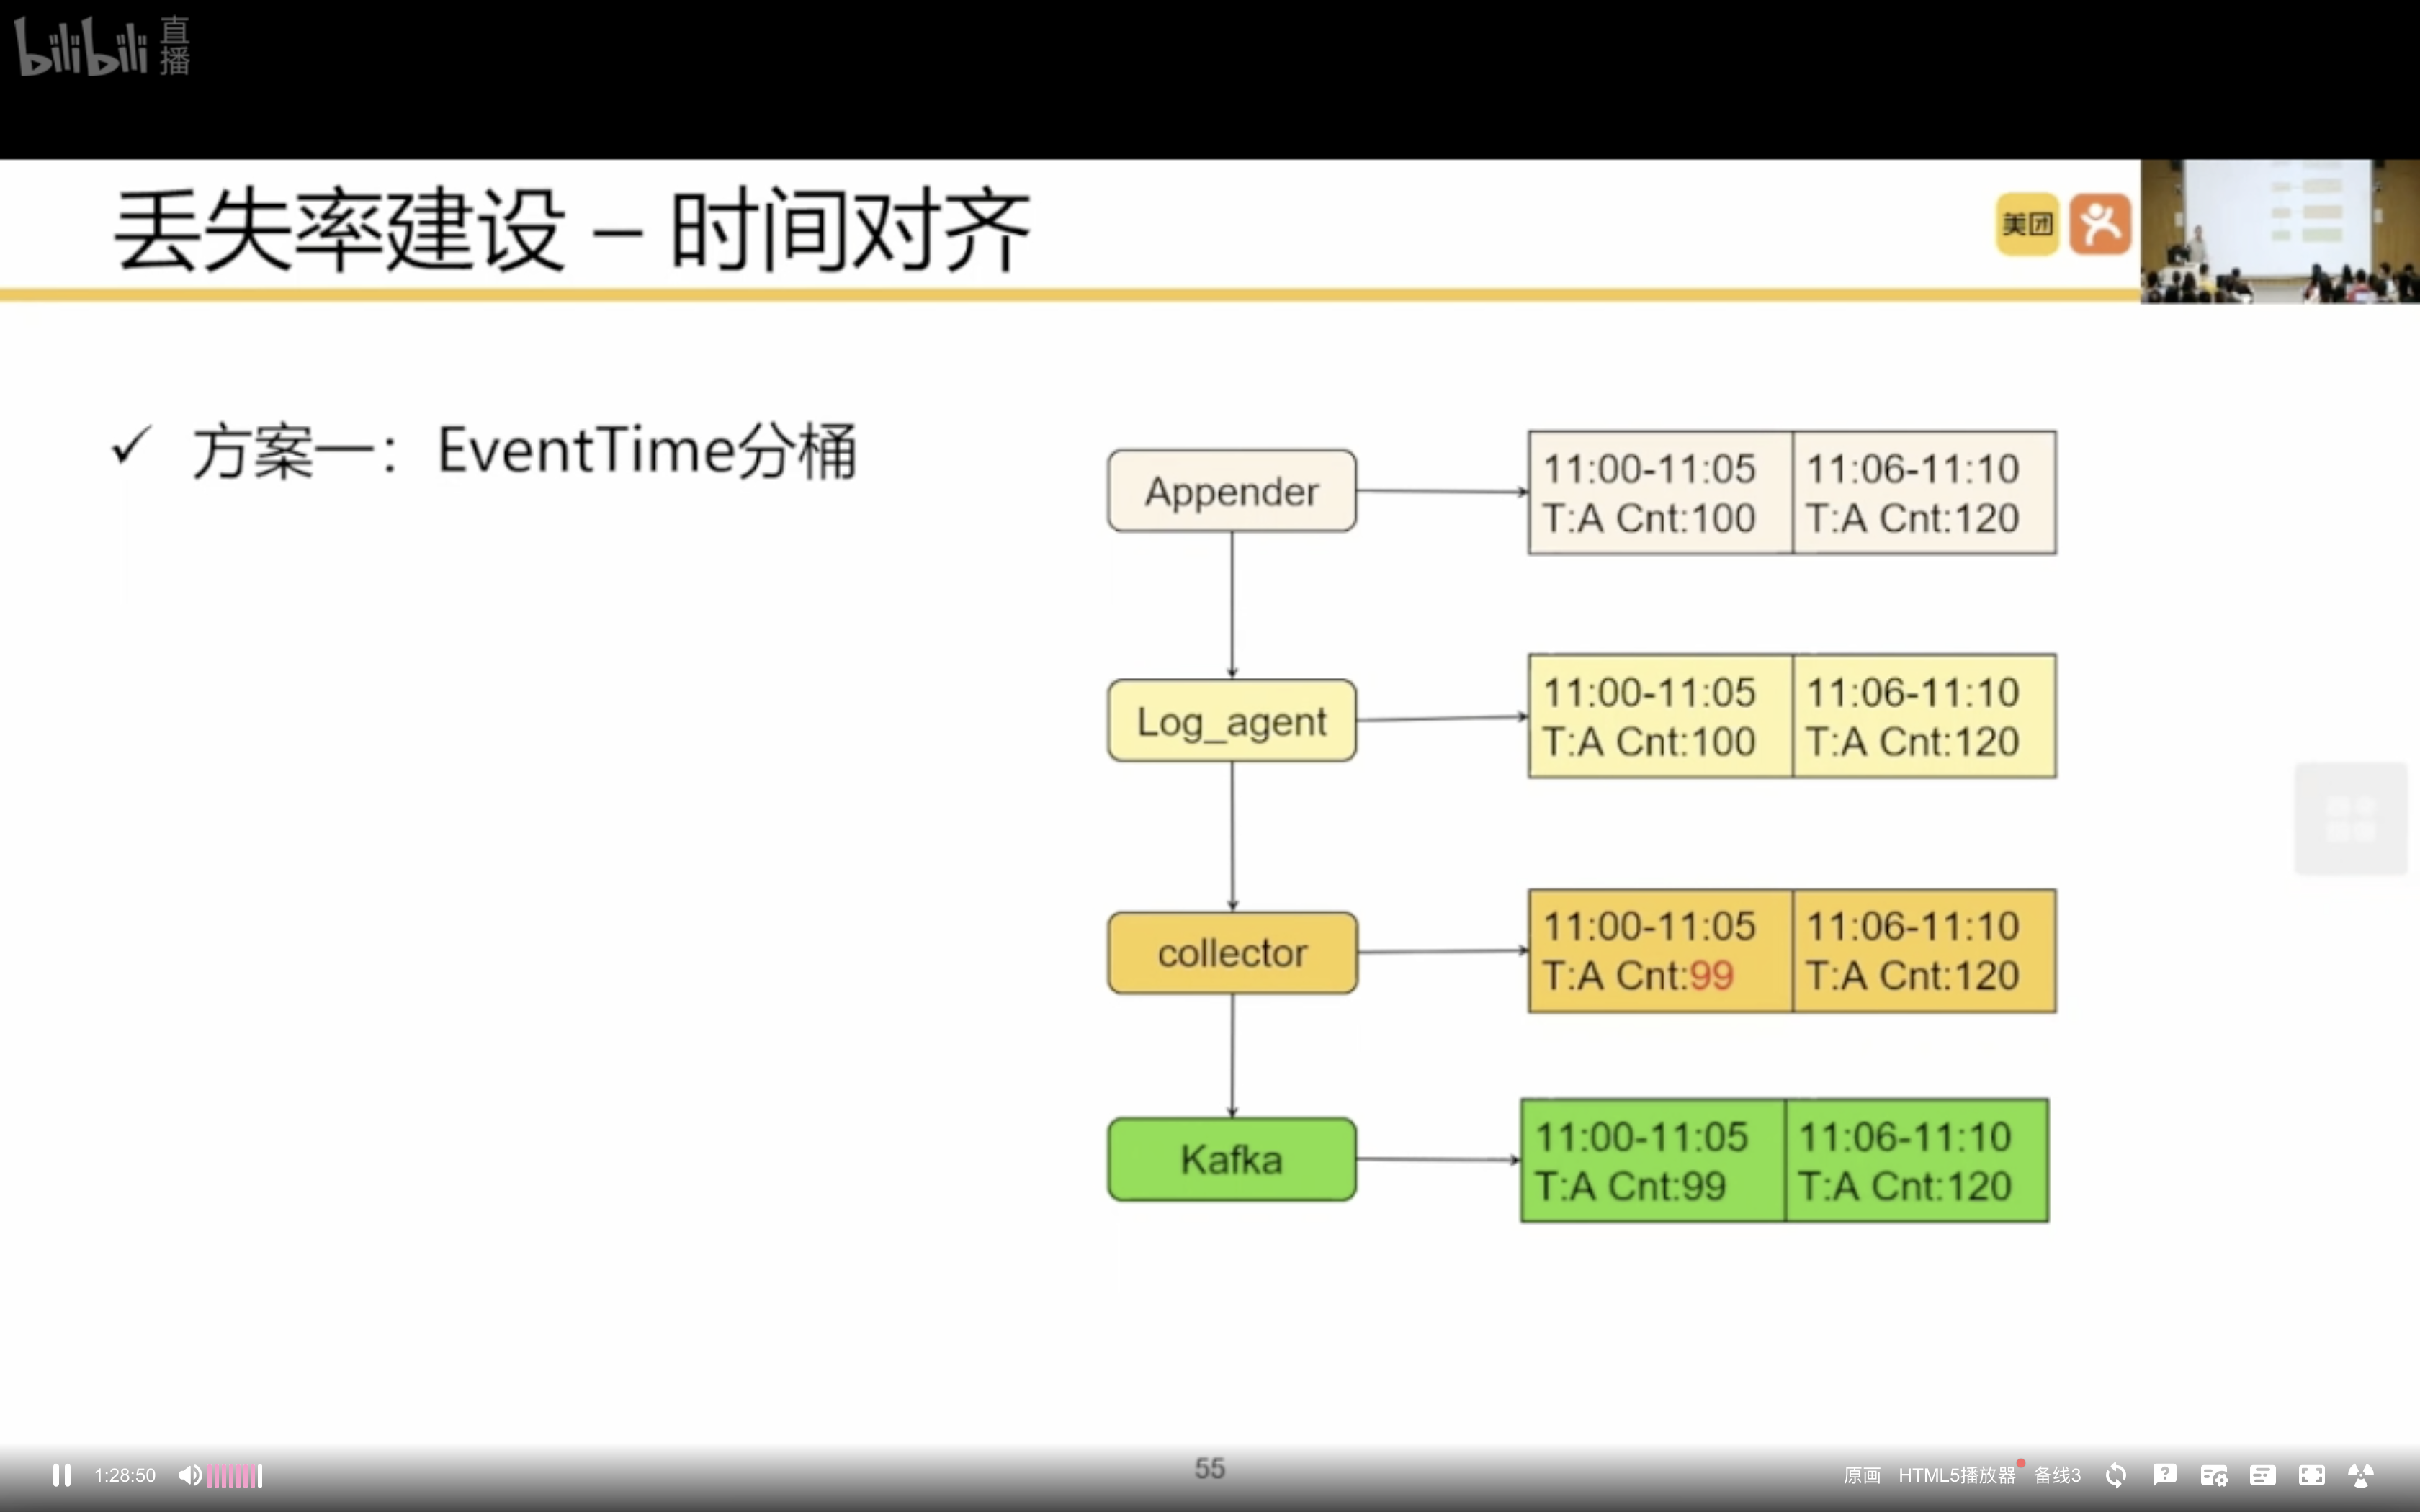 bilibili 直播
丢失率建设 – 时间对齐
美团
✓ 方案一：EventTime分桶
Appender
11:00-11:05
T:A Cnt:100
11:06-11:10
T:A Cnt:120
Log_agent
11:00-11:05
T:A Cnt:100
11:06-11:10
T:A Cnt:120
collector
11:00-11:05
T:A Cnt:99
11:06-11:10
T:A Cnt:120
Kafka
11:00-11:05
T:A Cnt:99
11:06-11:10
T:A Cnt:120
55
1:28:50
原画 HTML5播放器 备线3